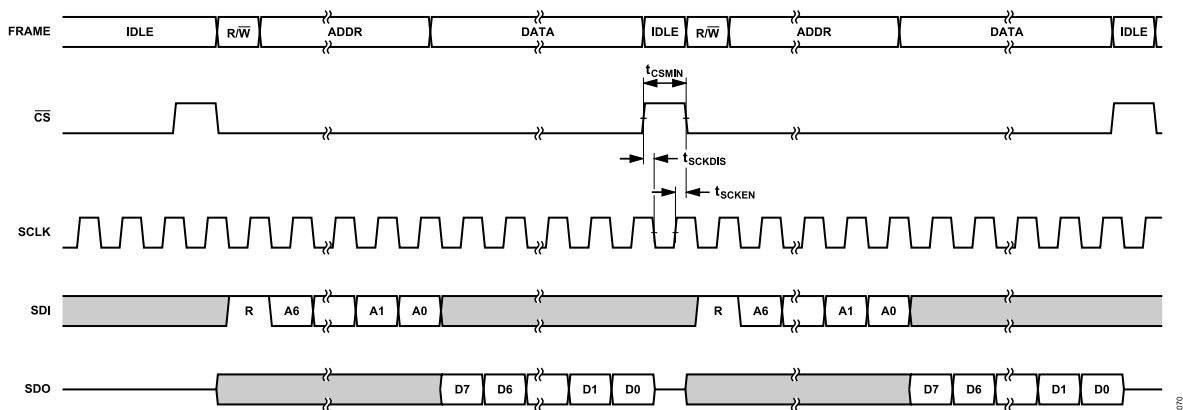 FRAME IDLE R/W̅ ADDR DATA IDLE R/W̅ ADDR DATA IDLE
tCSMIN
C̅S̅
tSCKDIS
tSCKEN
SCLK
SDI R A6 A1 A0 R A6 A1 A0
SDO D7 D6 D1 D0 D7 D6 D1 D0
070